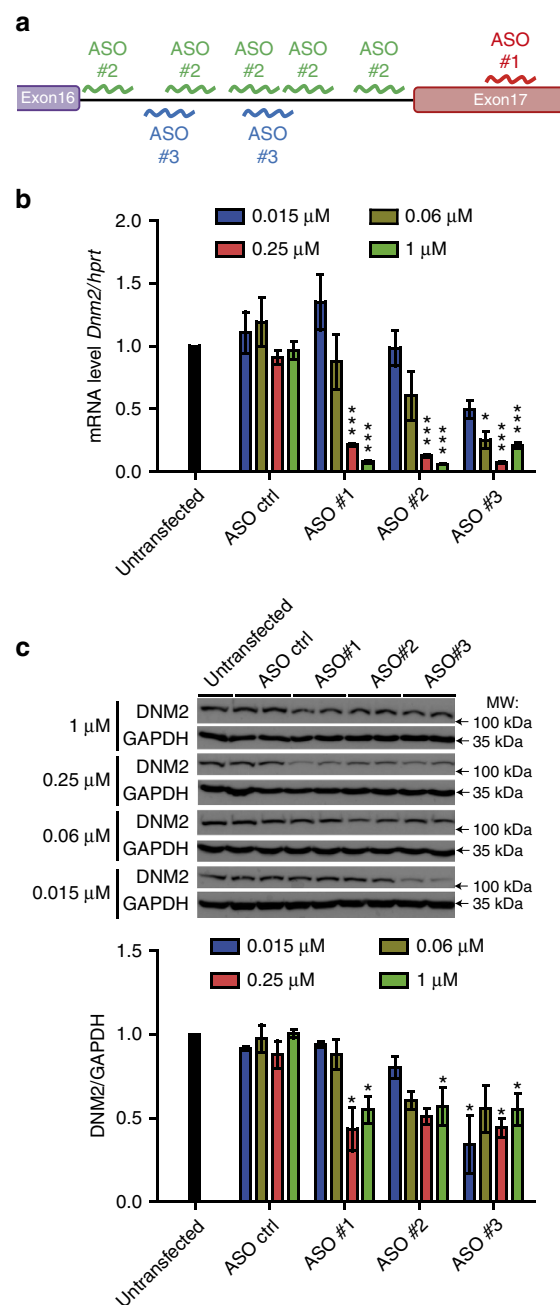 a
ASO ASO ASO ASO ASO ASO
#2 #2 #2 #2 #2 #1
Exon16 Exon17
ASO ASO
#3 #3
b
2.0 0.015 µM 0.06 µM
0.25 µM 1 µM
1.5
1.0
0.5
0.0
mRNA level Dnm2/hprt
*** *** *** *** * *** ***
Untransfected ASO ctrl ASO #1 ASO #2 ASO #3
c
Untransfected ASO ctrl ASO#1 ASO#2 ASO#3
MW:
1 µM DNM2 ←100 kDa
GAPDH ←35 kDa
0.25 µM DNM2 ←100 kDa
GAPDH ←35 kDa
0.06 µM DNM2 ←100 kDa
GAPDH ←35 kDa
0.015 µM DNM2 ←100 kDa
GAPDH ←35 kDa
1.5 0.015 µM 0.06 µM
0.25 µM 1 µM
1.0
0.5
0.0
DNM2/GAPDH
* * * * * *
Untransfected ASO ctrl ASO #1 ASO #2 ASO #3